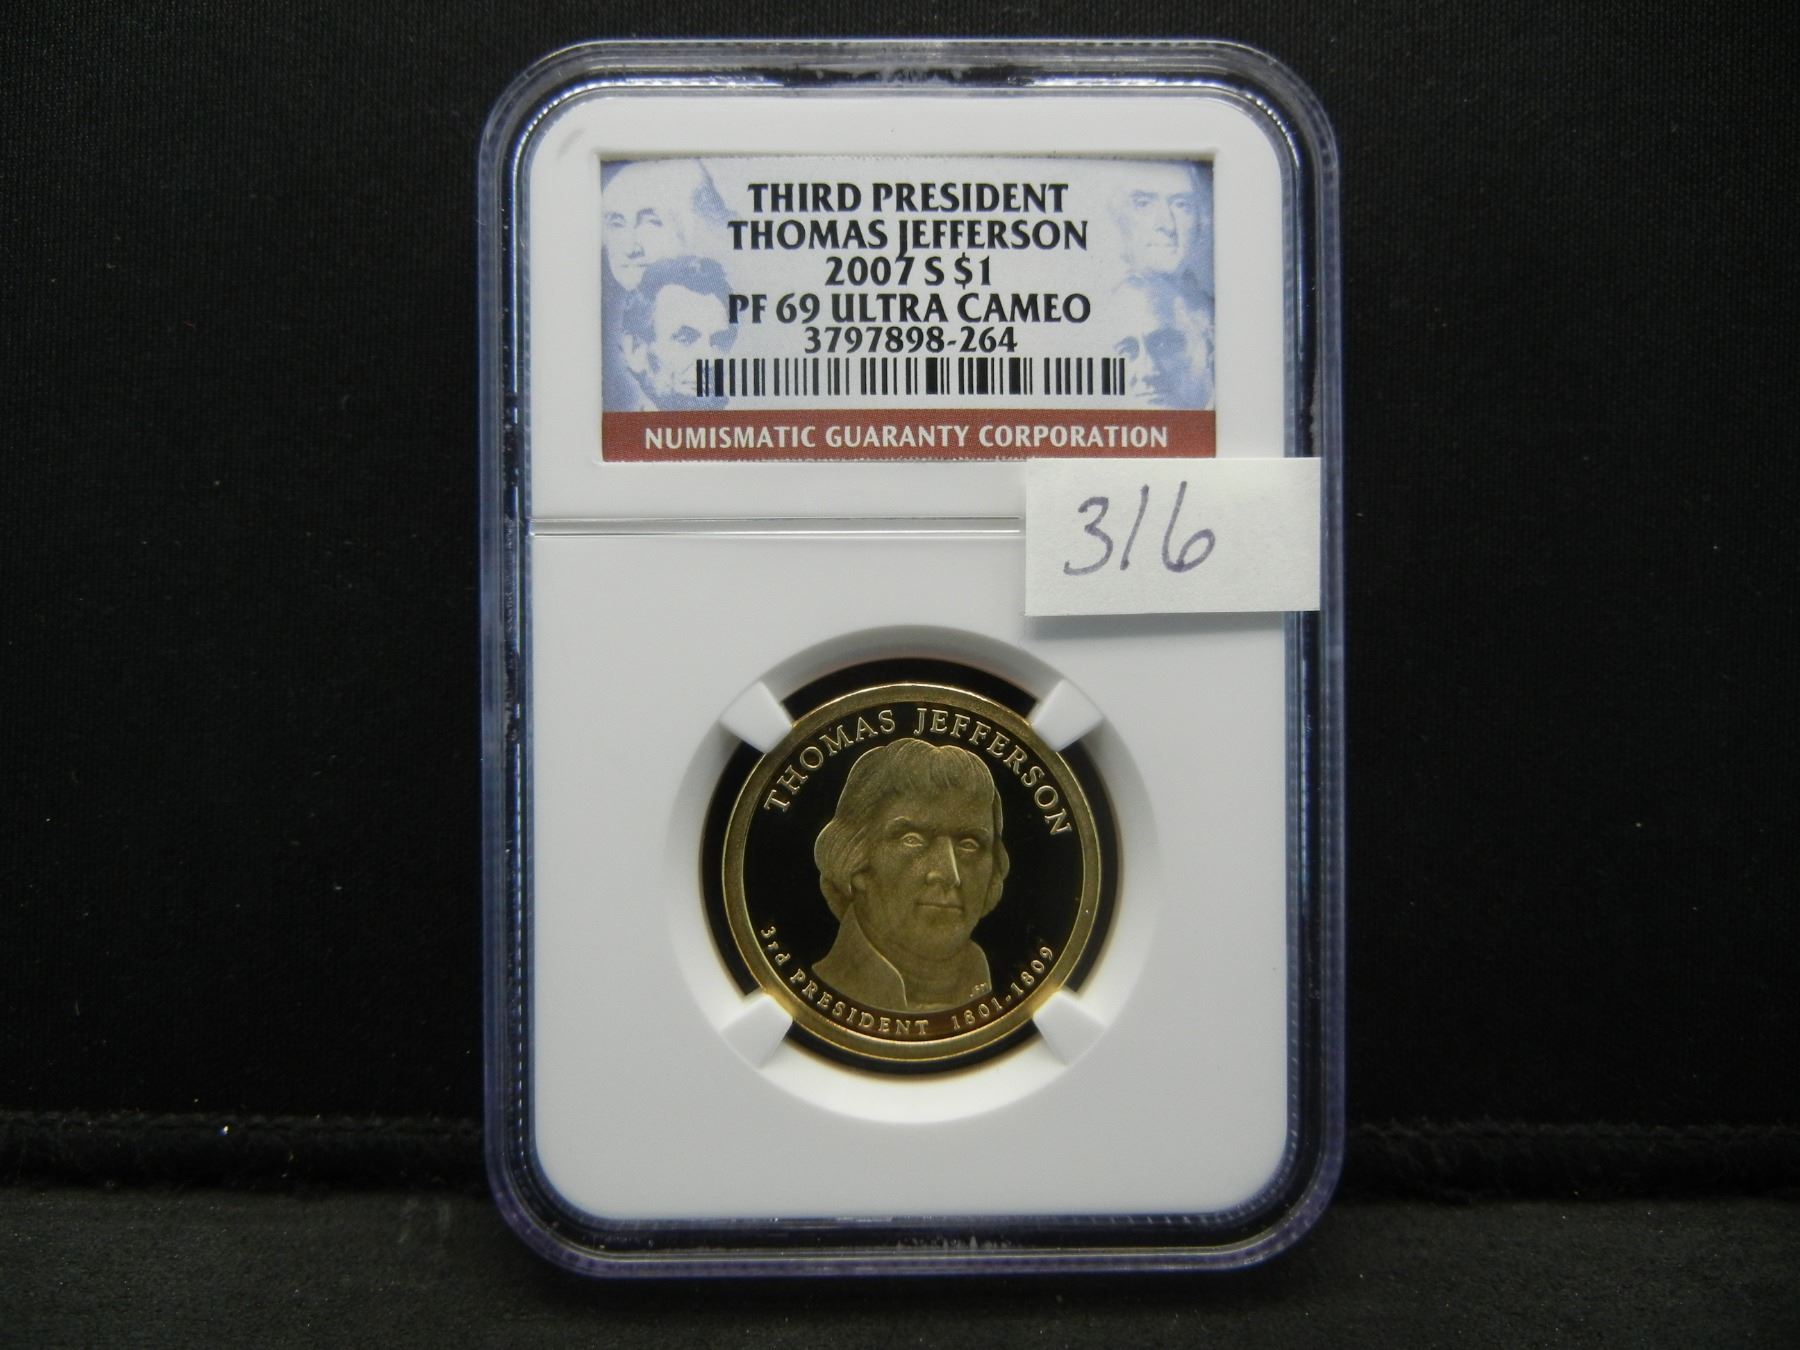 THIRD PRESIDENT
THOMAS JEFFERSON
2007 S $1
PF 69 ULTRA CAMEO
3797898-264
NUMISMATIC GUARANTY CORPORATION
316
THOMAS JEFFERSON
3rd PRESIDENT 1801-1809
JFM